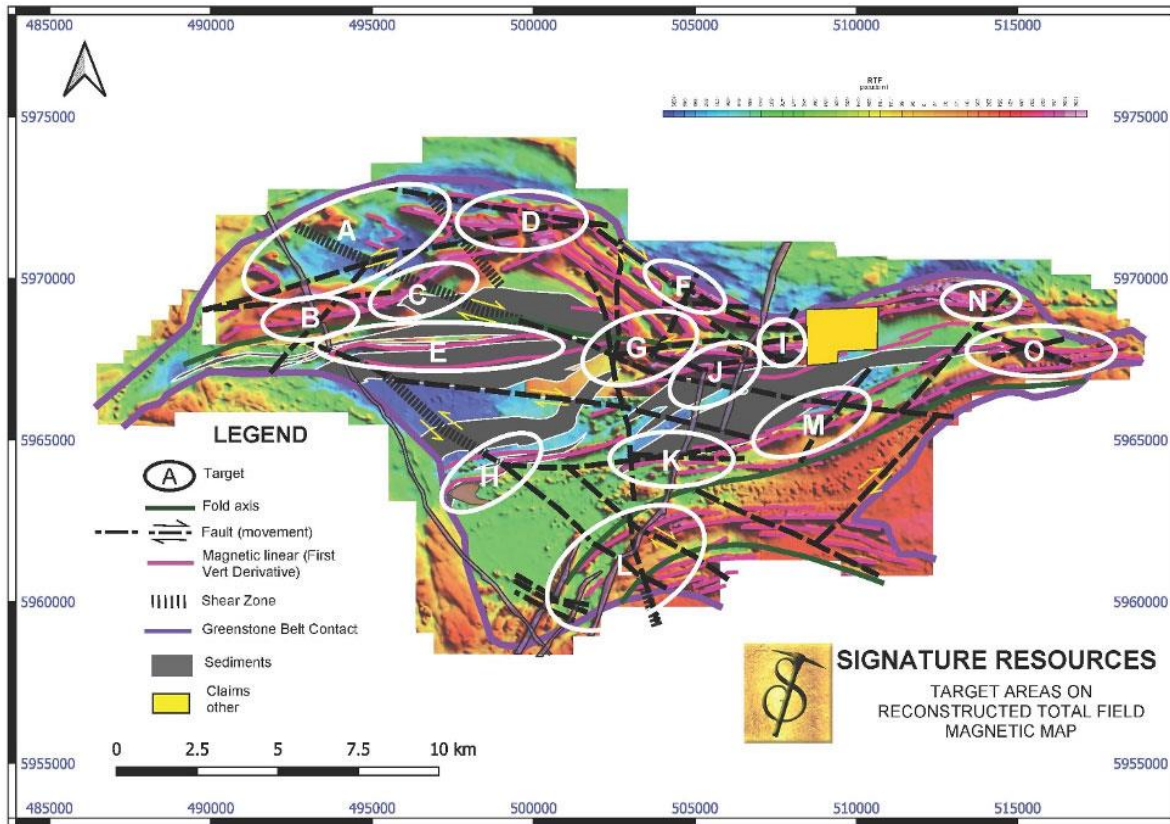 485000 490000 495000 500000 505000 510000 515000
RTF
5975000 5975000
A
D
5970000 5970000
F
N
C
B
I
O
G
E
J
M
5965000 5965000
K
H
L
LEGEND
A Target
Fold axis
Fault (movement)
Magnetic linear (First
Vert Derivative)
Shear Zone
Greenstone Belt Contact
Sediments
Claims
other
5960000 5960000
SIGNATURE RESOURCES
TARGET AREAS ON
RECONSTRUCTED TOTAL FIELD
MAGNETIC MAP
0 2.5 5 7.5 10 km
5955000 5955000
485000 490000 495000 500000 505000 510000 515000